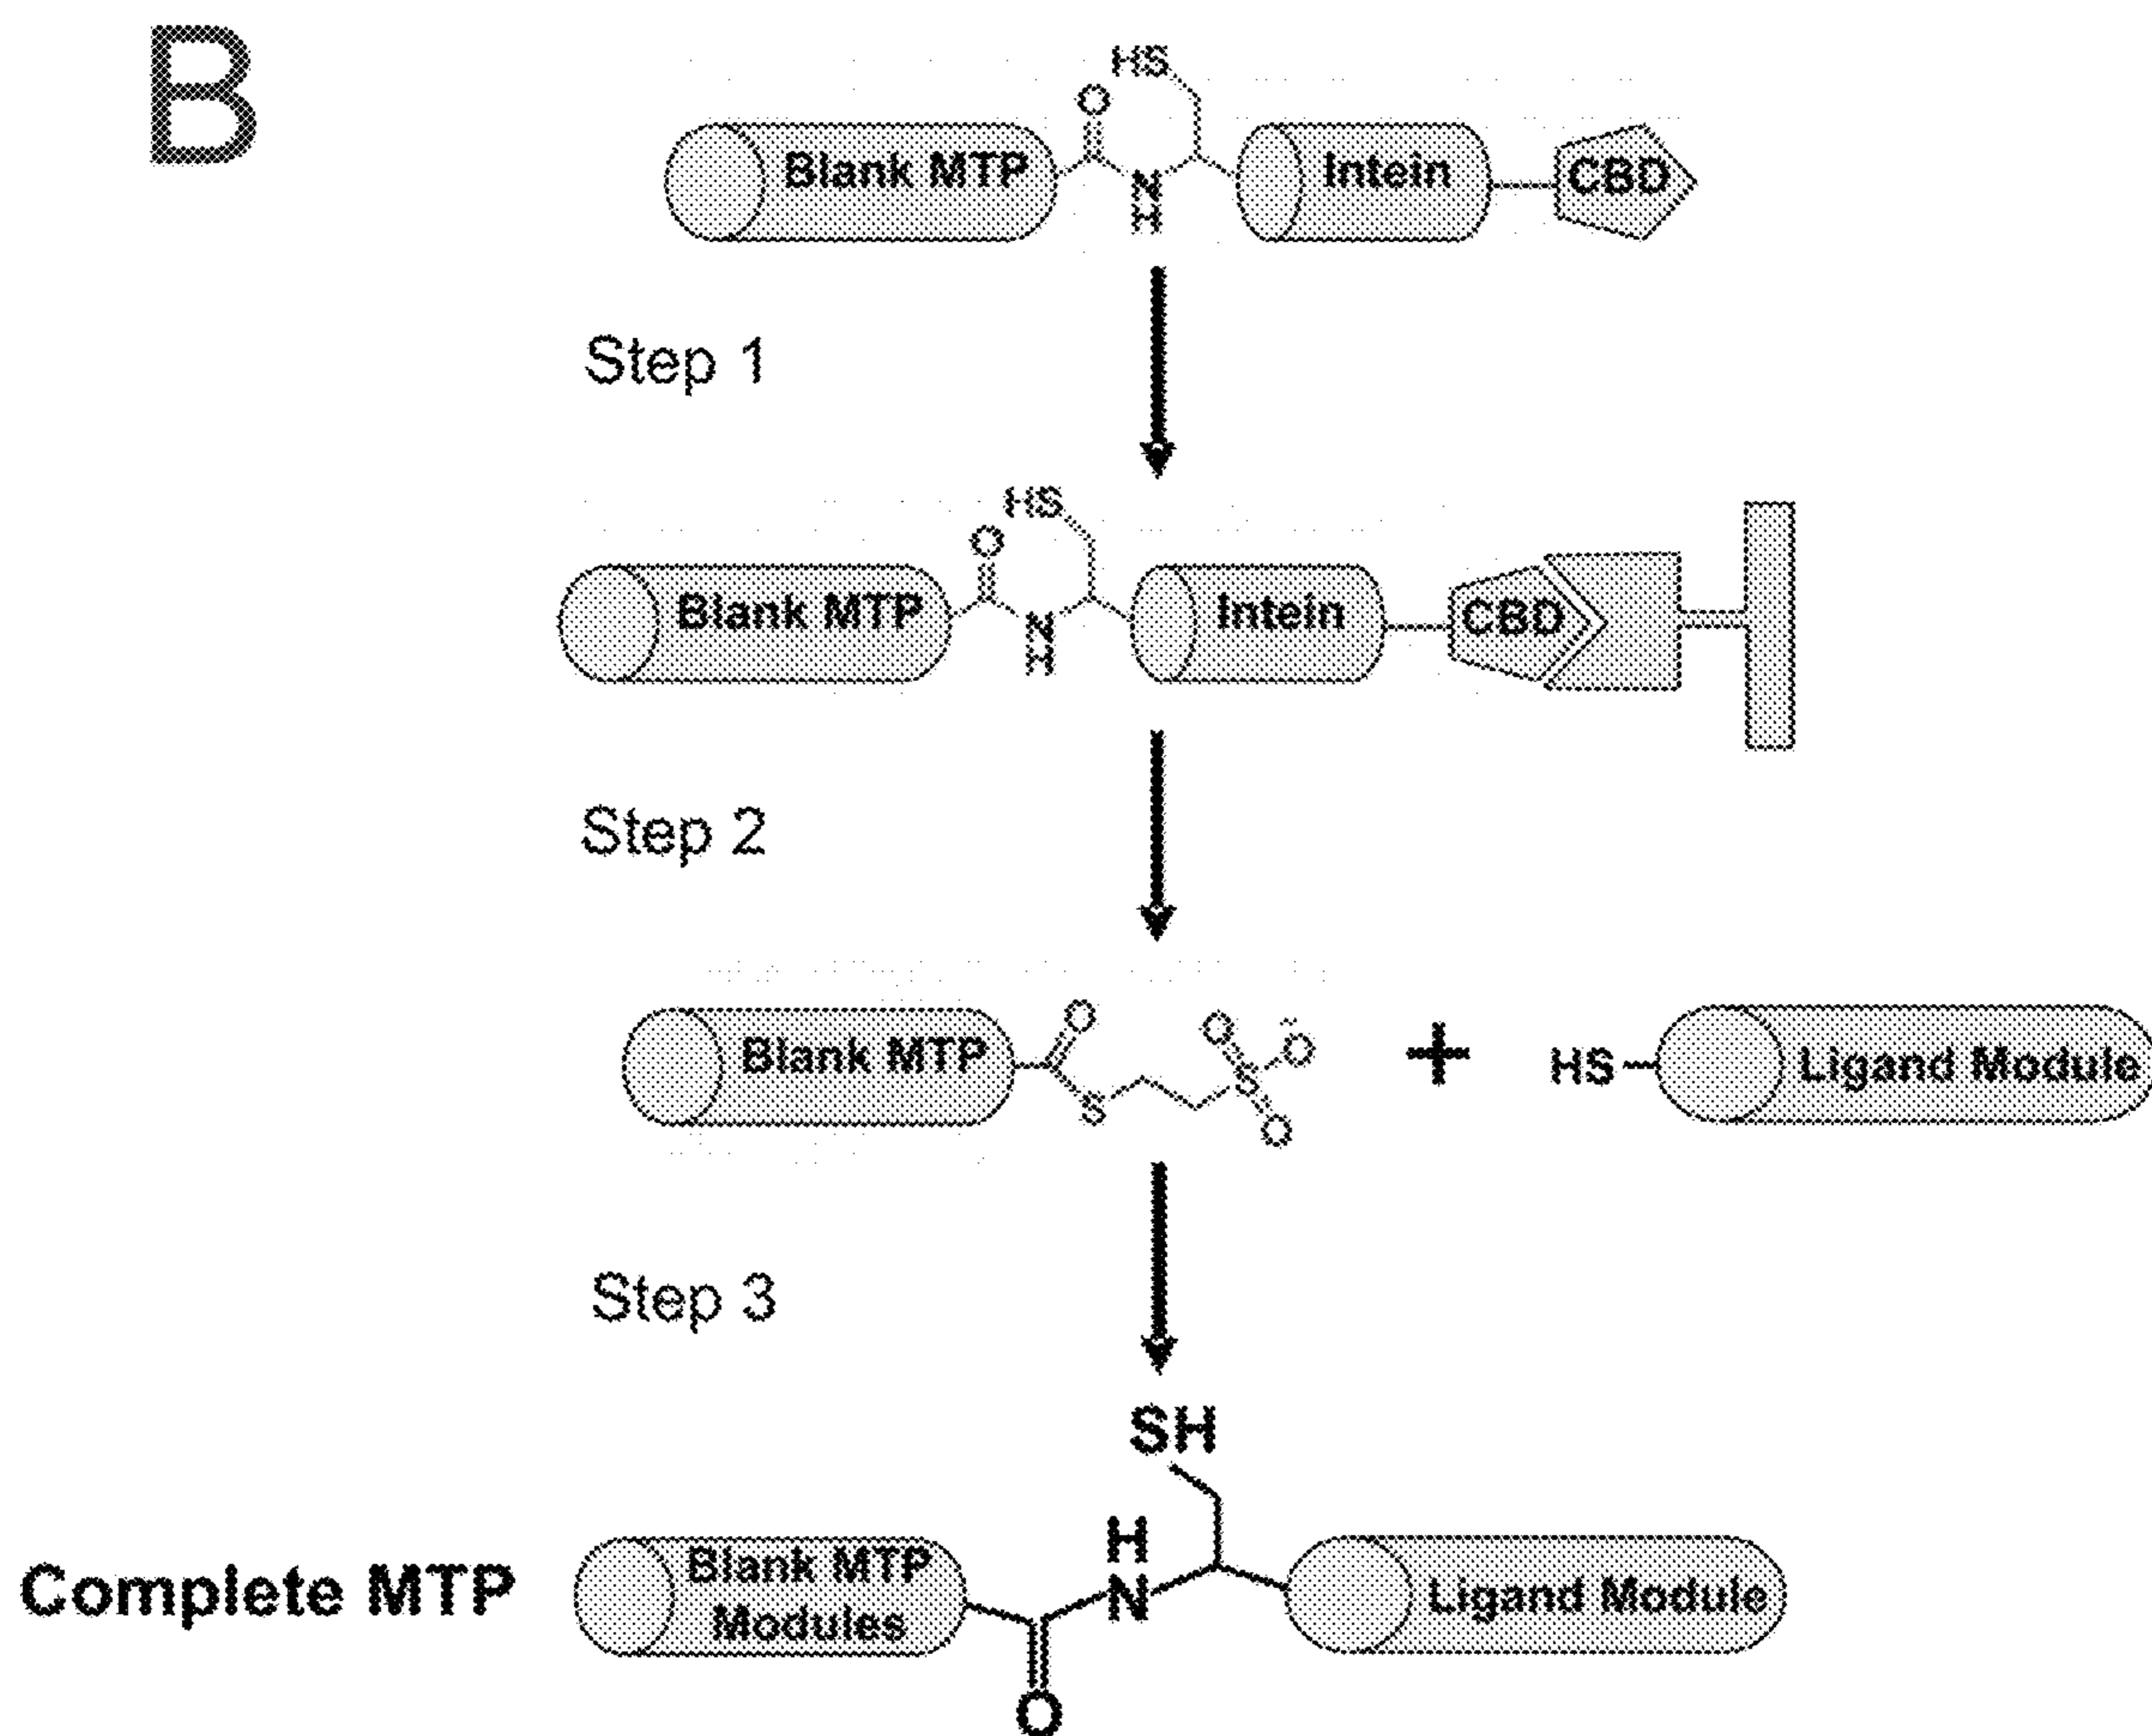 B
HS
O
Blank MTP
N
H
Intein
CBD
Step 1
HS
O
Blank MTP
N
H
Intein
CBD
Step 2
Blank MTP
O
S
O
S
O
-
O
+
HS
Ligand Module
Step 3
SH
Complete MTP
Blank MTP
Modules
H
N
O
Ligand Module